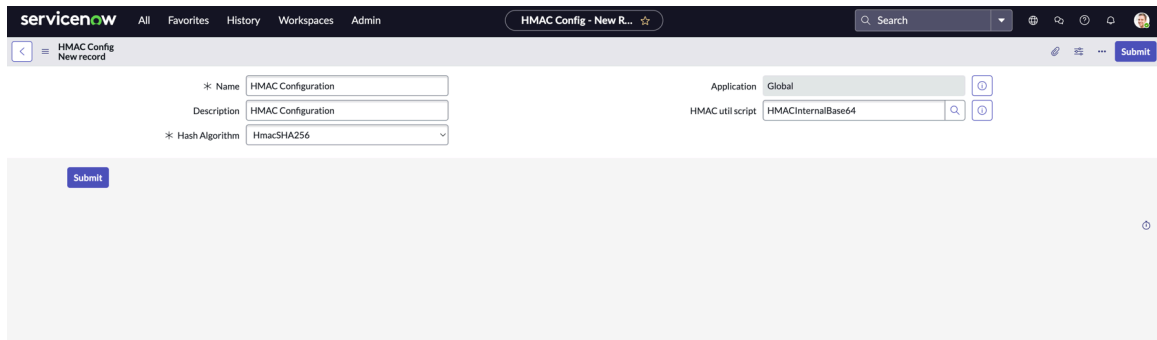 servicenow All Favorites History Workspaces Admin HMAC Config - New R... Search
HMAC Config
New record
Submit
Name HMAC Configuration Application Global
Description HMAC Configuration HMAC util script HMACInternalBase64
Hash Algorithm HmacSHA256
Submit